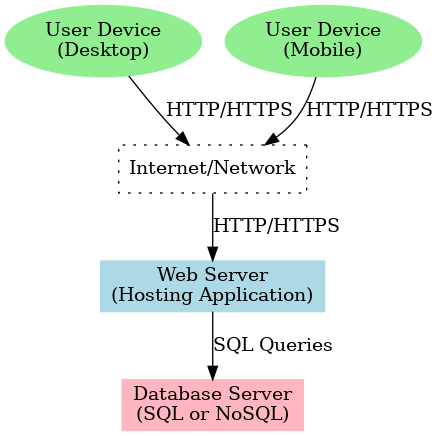 User Device
(Desktop)
User Device
(Mobile)
HTTP/HTTPS
HTTP/HTTPS
Internet/Network
HTTP/HTTPS
Web Server
(Hosting Application)
SQL Queries
Database Server
(SQL or NoSQL)